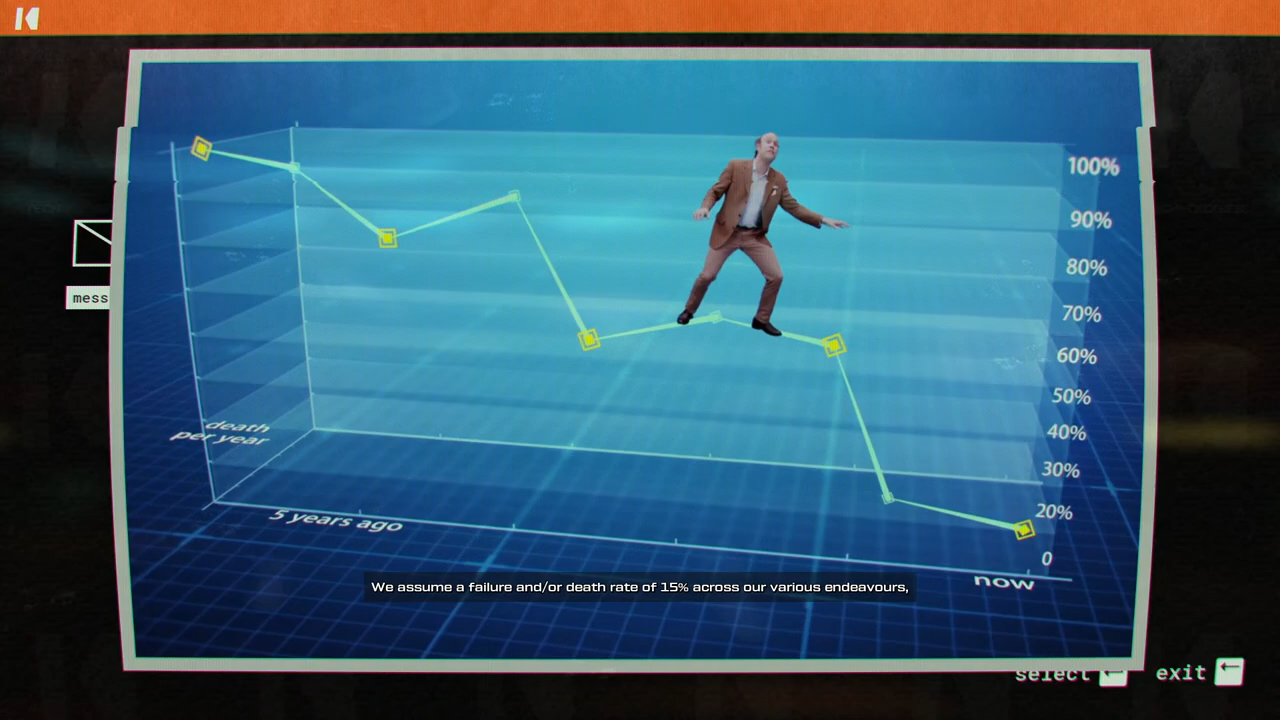 100%
90%
80%
70%
60%
50%
40%
30%
20%
0
mess
death
per year
5 years ago
now
We assume a failure and/or death rate of 15% across our various endeavours,
select
exit